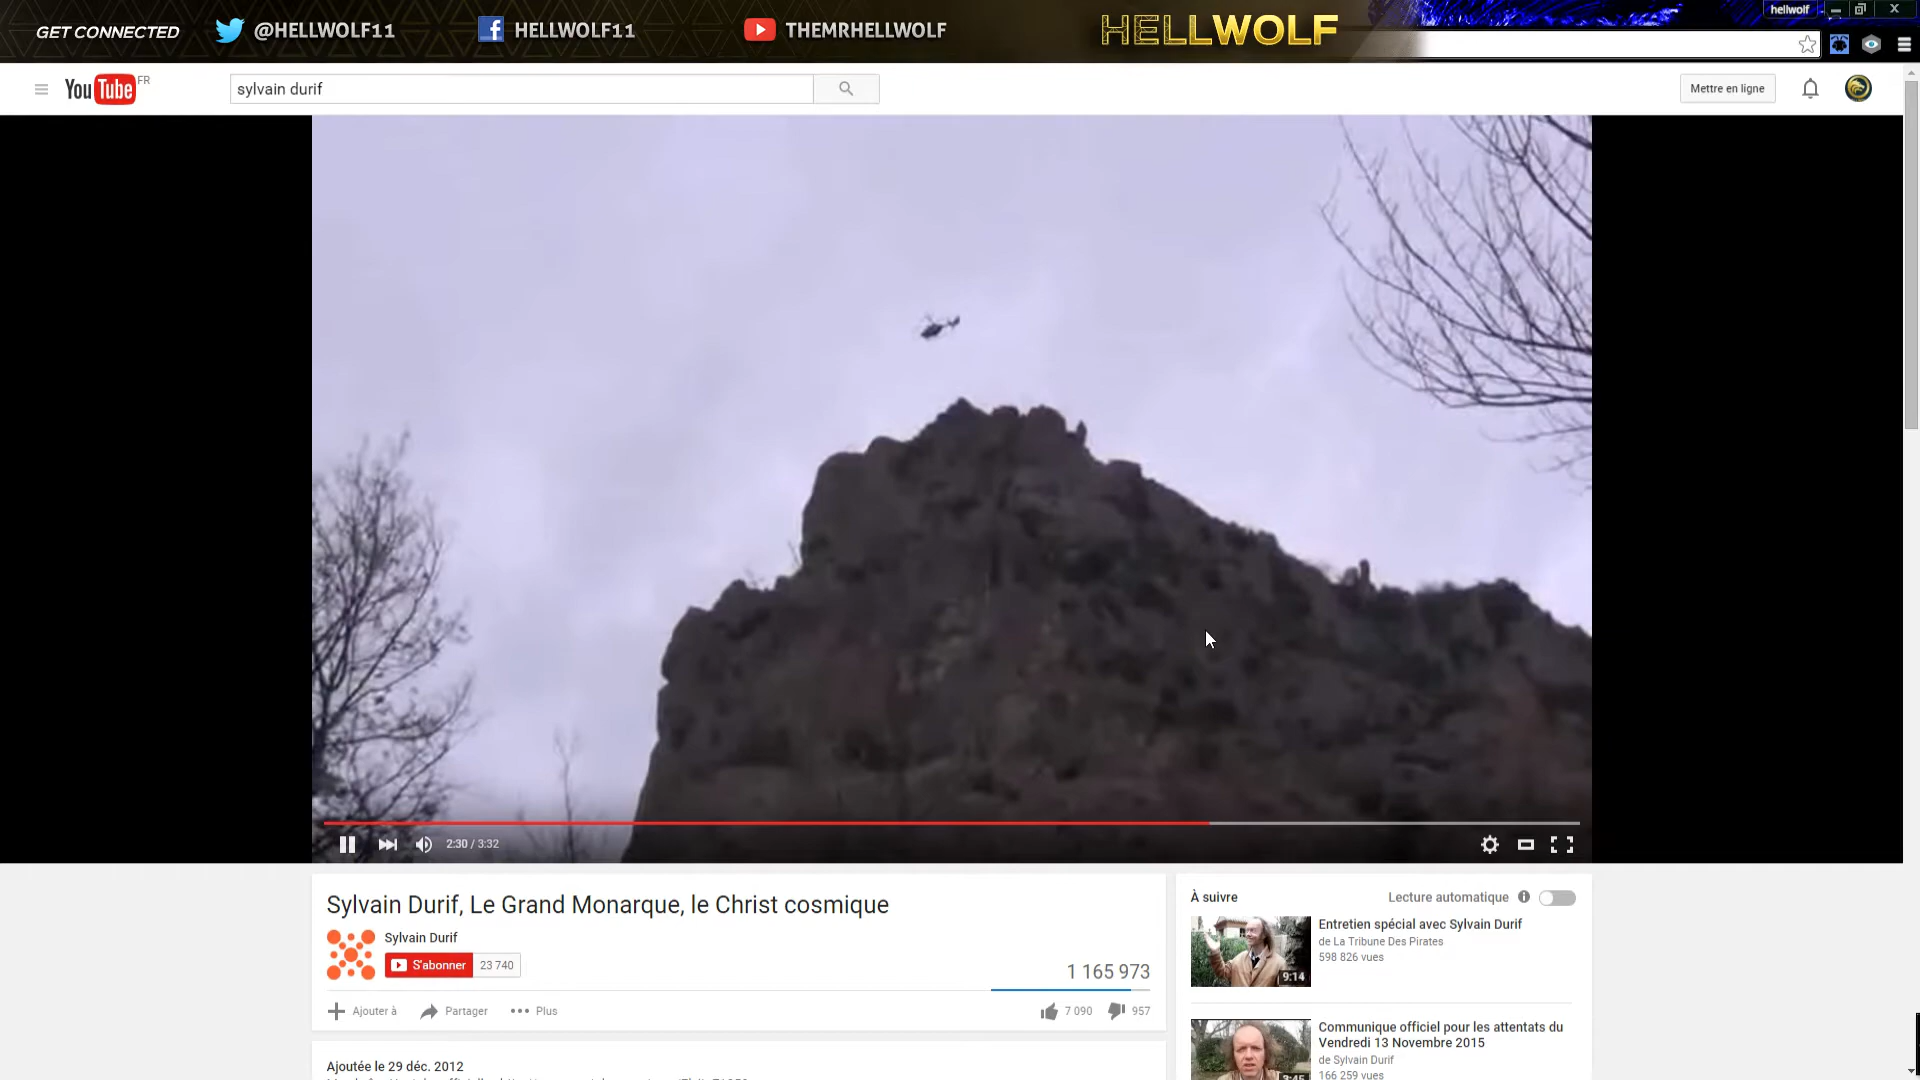 GET CONNECTED @HELLWOLF11 HELLWOLF11 THEMRHELLWOLF HELLWOLF hellwolf
YouTube FR sylvain durif Mettre en ligne
2:30 / 3:32
Sylvain Durif, Le Grand Monarque, le Christ cosmique
Sylvain Durif
S'abonner 23 740
1 165 973
Ajouter à Partager Plus 7 090 957
Ajoutée le 29 déc. 2012
À suivre Lecture automatique
9:14
Entretien spécial avec Sylvain Durif
de La Tribune Des Pirates
598 826 vues
Communique officiel pour les attentats du
Vendredi 13 Novembre 2015
de Sylvain Durif
166 259 vues